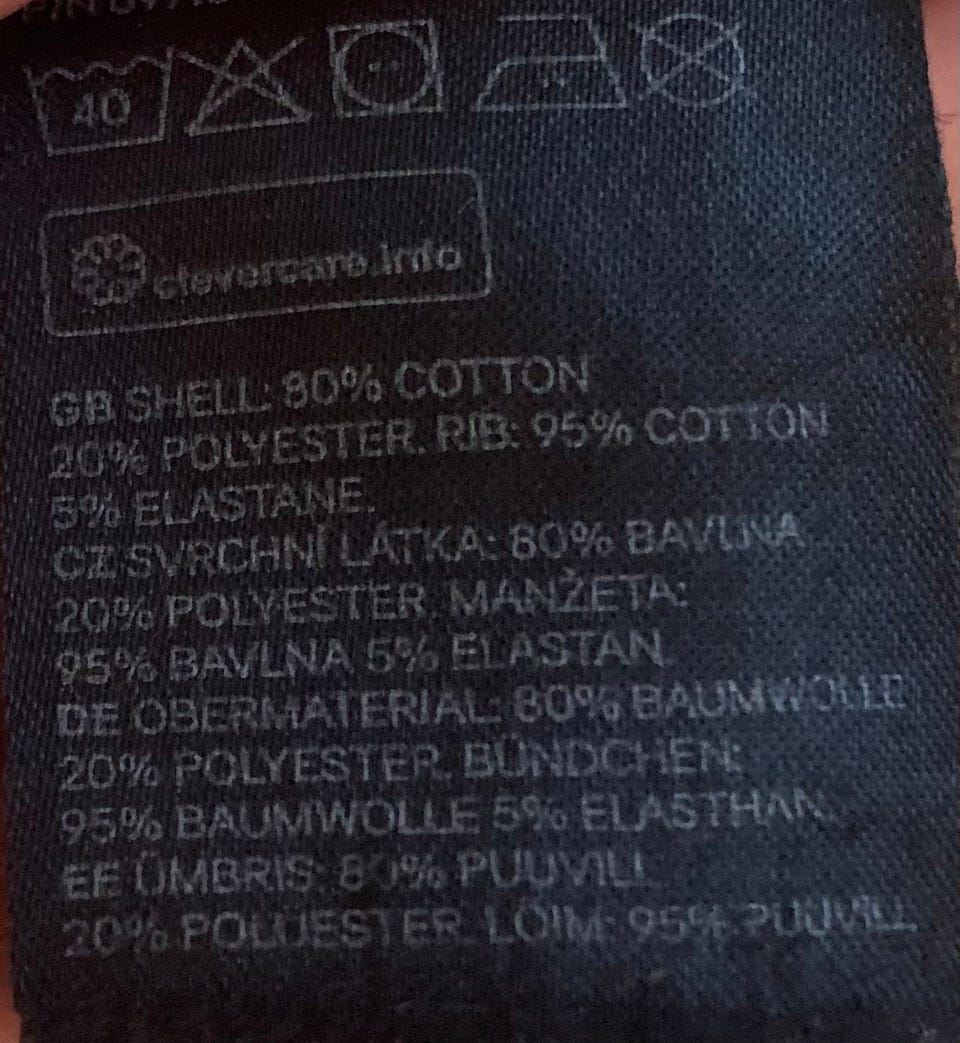 40
clevercare.info
GB SHELL: 80% COTTON
20% POLYESTER. RIB: 95% COTTON
5% ELASTANE.
CZ SVRCHNÍ LÁTKA: 80% BAVLNA
20% POLYESTER. MANŽETA:
95% BAVLNA 5% ELASTAN.
DE OBERMATERIAL: 80% BAUMWOLLE
20% POLYESTER. BÜNDCHEN:
95% BAUMWOLLE 5% ELASTHAN.
EE ÜMBRIS: 80% PUUVILL
20% POLÜESTER. LÕIM: 95% PUUVILL